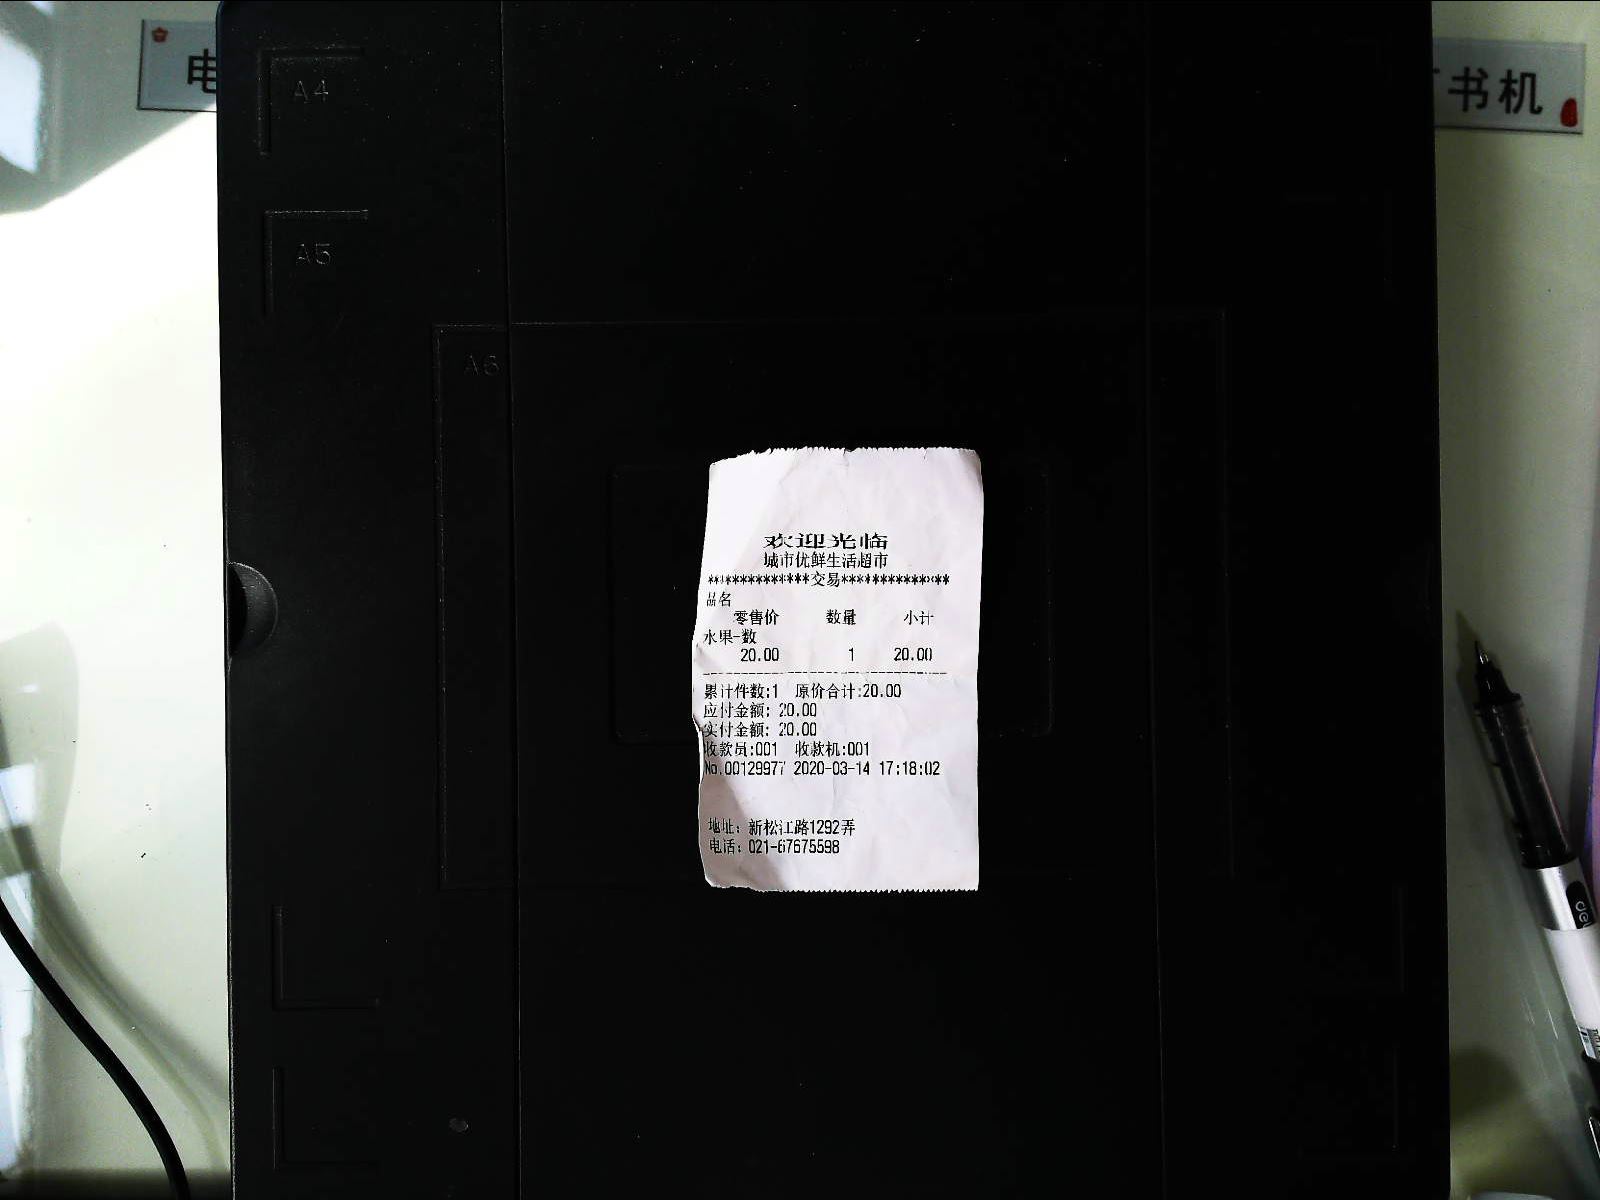 电
书机
A4
A5
A6
欢迎光临
城市优鲜生活超市
*************交易*************
品名
零售价 数量 小计
水果-数
20.00 1 20.00
--------------------------------
累计件数:1 原价合计:20.00
应付金额: 20.00
实付金额: 20.00
收款员:001 收款机:001
No.00129977 2020-03-14 17:18:02
地址: 新松江路1292弄
电话: 021-67675598